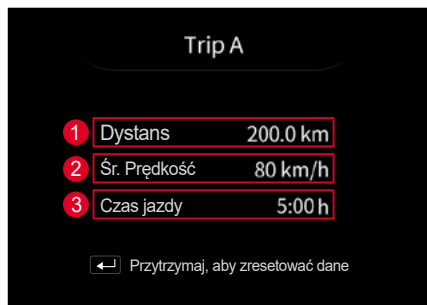 Trip A
1 Dystans 200.0 km
2 Śr. Prędkość 80 km/h
3 Czas jazdy 5:00 h
Przytrzymaj, aby zresetować dane